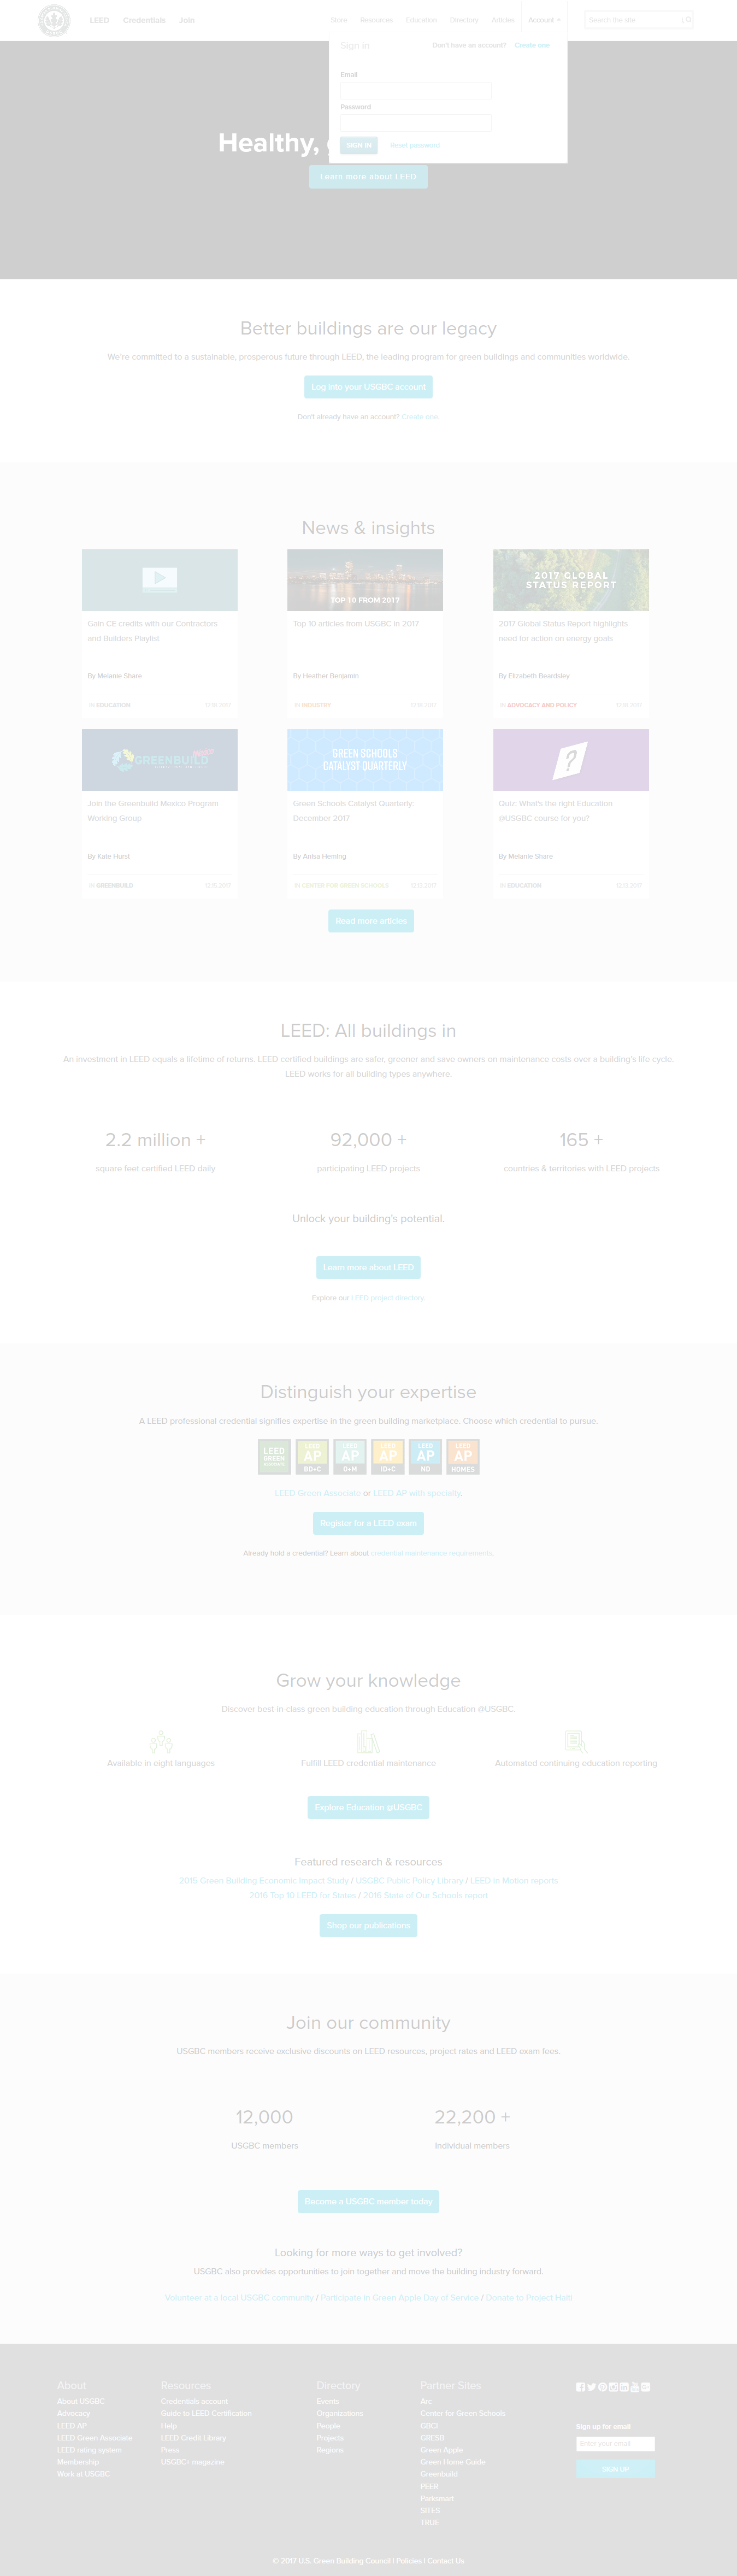 LEED Credentials Join
Store Resources Education Directory Articles Account
Search the site
Sign in Don't have an account? Create one
Email
Password
SIGN IN Reset password
Healthy,
Learn more about LEED
Better buildings are our legacy
We're committed to a sustainable, prosperous future through LEED, the leading program for green buildings and communities worldwide.
Log into your USGBC account
Don't already have an account? Create one.
News & insights
Gain CE credits with our Contractors
and Builders Playlist
By Melanie Share
IN EDUCATION
TOP 10 FROM 2017
Top 10 articles from USGBC in 2017
By Heather Benjamin
IN INDUSTRY
2017 GLOBAL
STATUS REPORT
2017 Global Status Report highlights
need for action on energy goals
By Elizabeth Beardsley
IN ADVOCACY AND POLICY
GREENBUILD
Join the Greenbuild Mexico Program
Working Group
By Kate Hurst
IN GREENBUILD
GREEN SCHOOLS
CATALYST QUARTERLY
Green Schools Catalyst Quarterly:
December 2017
By Anisa Heming
IN CENTER FOR GREEN SCHOOLS
?
Quiz: What's the right Education
@USGBC course for you?
By Melanie Share
IN EDUCATION
Read more articles
LEED: All buildings in
An investment in LEED equals a lifetime of returns. LEED certified buildings are safer, greener and save owners on maintenance costs over a building's life cycle.
LEED works for all building types anywhere.
2.2 million + 92,000 + 165 +
square feet certified LEED daily participating LEED projects countries & territories with LEED projects
Unlock your building's potential.
Learn more about LEED
Explore our LEED project directory.
Distinguish your expertise
A LEED professional credential signifies expertise in the green building marketplace. Choose which credential to pursue.
LEED GREEN ASSOCIATE
LEED AP BD+C
LEED AP O+M
LEED AP ID+C
LEED AP ND
LEED AP HOMES
LEED Green Associate or LEED AP with specialty.
Register for a LEED exam
Already hold a credential? Learn about credential maintenance requirements.
Grow your knowledge
Discover best-in-class green building education through Education @USGBC.
Available in eight languages Fulfill LEED credential maintenance Automated continuing education reporting
Explore Education @USGBC
Featured research & resources
2015 Green Building Economic Impact Study / USGBC Public Policy Library / LEED in Motion reports
2016 Top 10 LEED for States / 2016 State of Our Schools report
Shop our publications
Join our community
USGBC members receive exclusive discounts on LEED resources, project rates and LEED exam fees.
12,000 22,200 +
USGBC members Individual members
Become a USGBC member today
Looking for more ways to get involved?
USGBC also provides opportunities to join together and move the building industry forward.
Volunteer at a local USGBC community / Participate in Green Apple Day of Service / Donate to Project Haiti
About
About USGBC
Advocacy
LEED AP
LEED Green Associate
LEED rating system
Membership
Work at USGBC
Resources
Credentials account
Guide to LEED Certification
Help
LEED Credit Library
Press
USGBC+ magazine
Directory
Events
Organizations
People
Projects
Regions
Partner Sites
Arc
Center for Green Schools
GBCI
GRESB
Green Apple
Green Home Guide
Greenbuild
PEER
Parksmart
SITES
TRUE
Sign up for email
Enter your email
SIGN UP
© 2017 U.S. Green Building Council | Policies | Contact Us